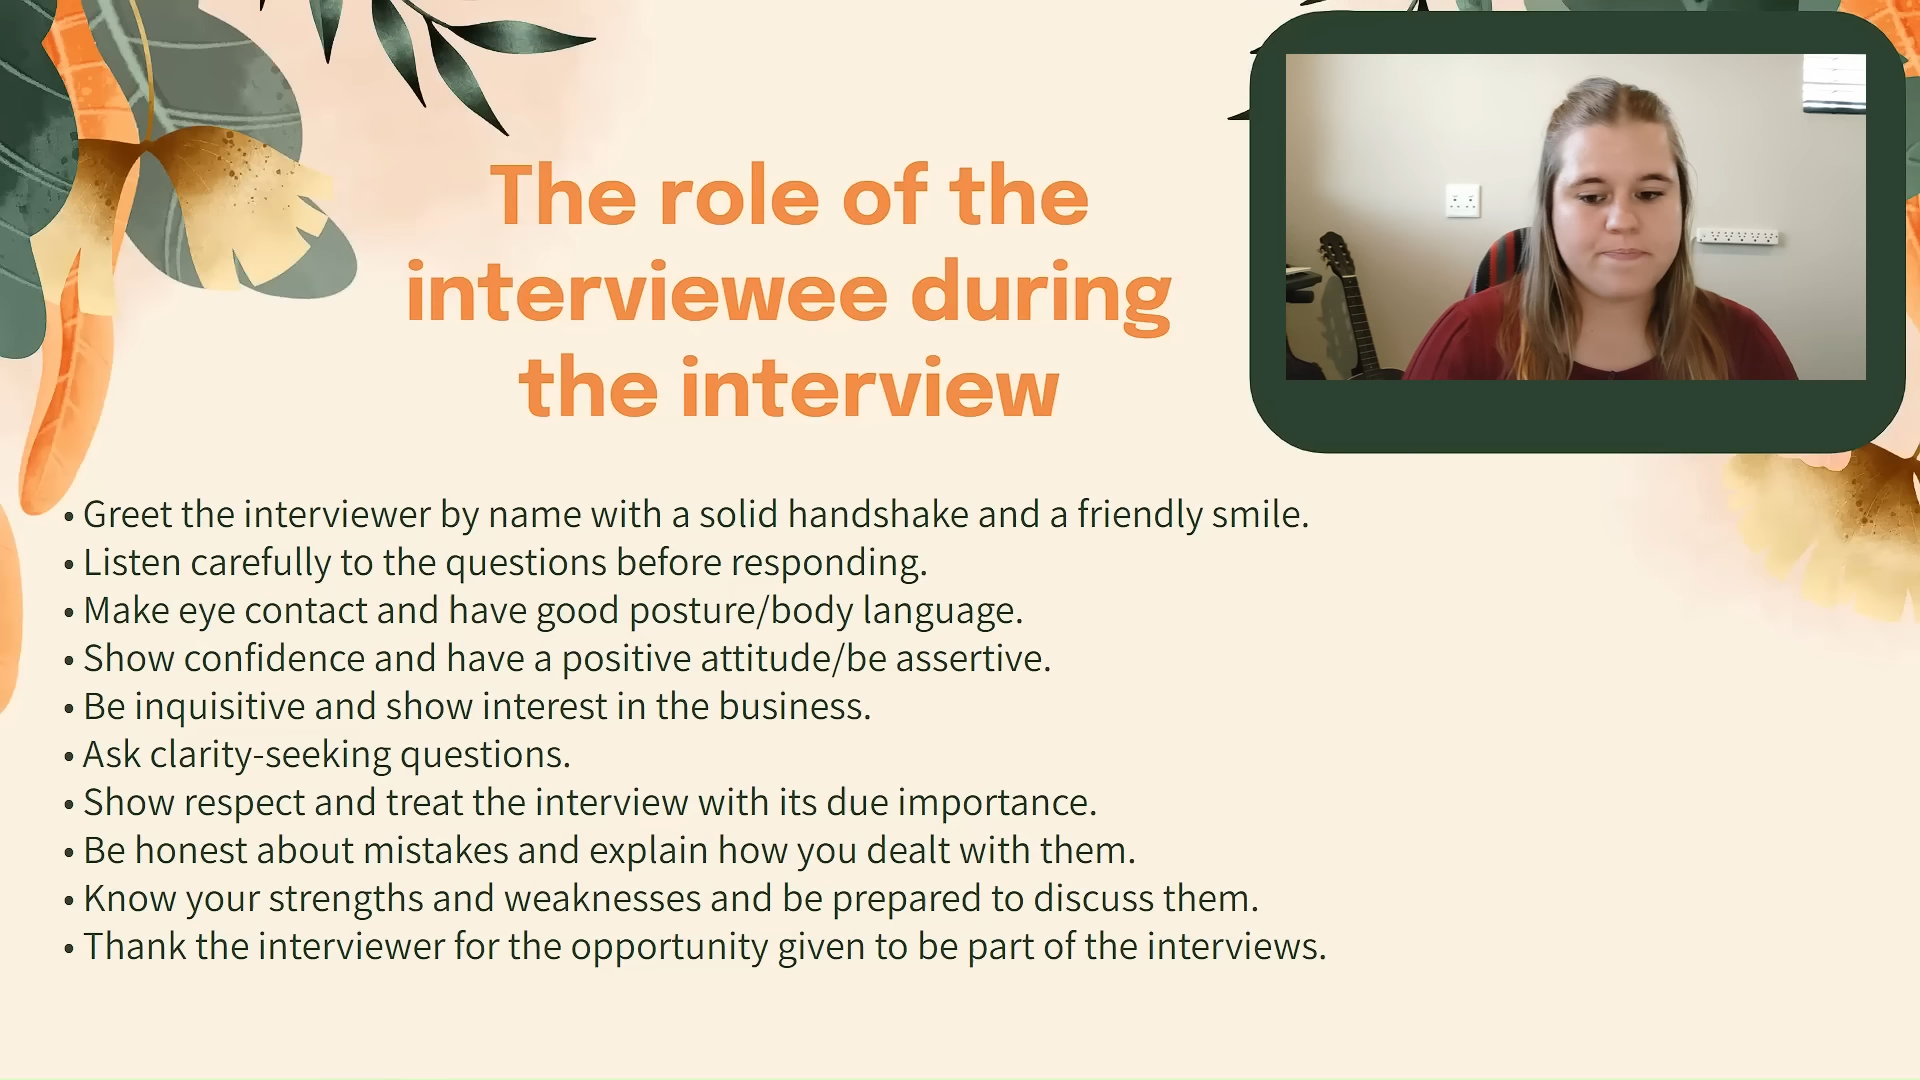 The role of the
interviewee during
the interview
• Greet the interviewer by name with a solid handshake and a friendly smile.
• Listen carefully to the questions before responding.
• Make eye contact and have good posture/body language.
• Show confidence and have a positive attitude/be assertive.
• Be inquisitive and show interest in the business.
• Ask clarity-seeking questions.
• Show respect and treat the interview with its due importance.
• Be honest about mistakes and explain how you dealt with them.
• Know your strengths and weaknesses and be prepared to discuss them.
• Thank the interviewer for the opportunity given to be part of the interviews.